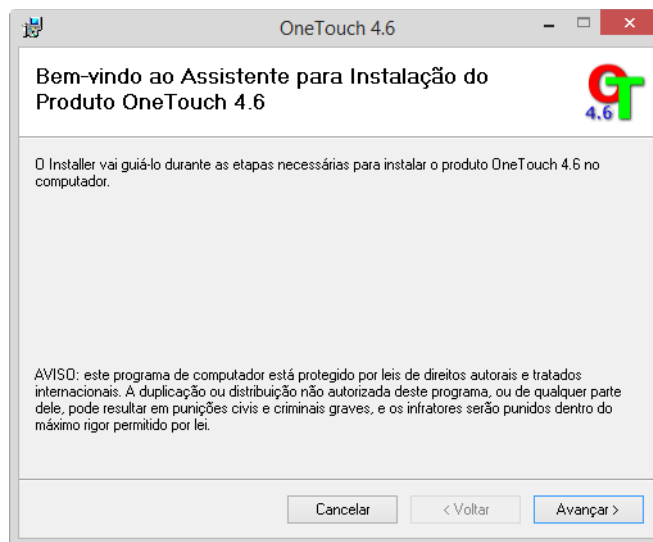 OneTouch 4.6
Bem-vindo ao Assistente para Instalação do
Produto OneTouch 4.6
OT
4.6
O Installer vai guiá-lo durante as etapas necessárias para instalar o produto OneTouch 4.6 no
computador.
AVISO: este programa de computador está protegido por leis de direitos autorais e tratados
internacionais. A duplicação ou distribuição não autorizada deste programa, ou de qualquer parte
dele, pode resultar em punições civis e criminais graves, e os infratores serão punidos dentro do
máximo rigor permitido por lei.
Cancelar
< Voltar
Avançar >